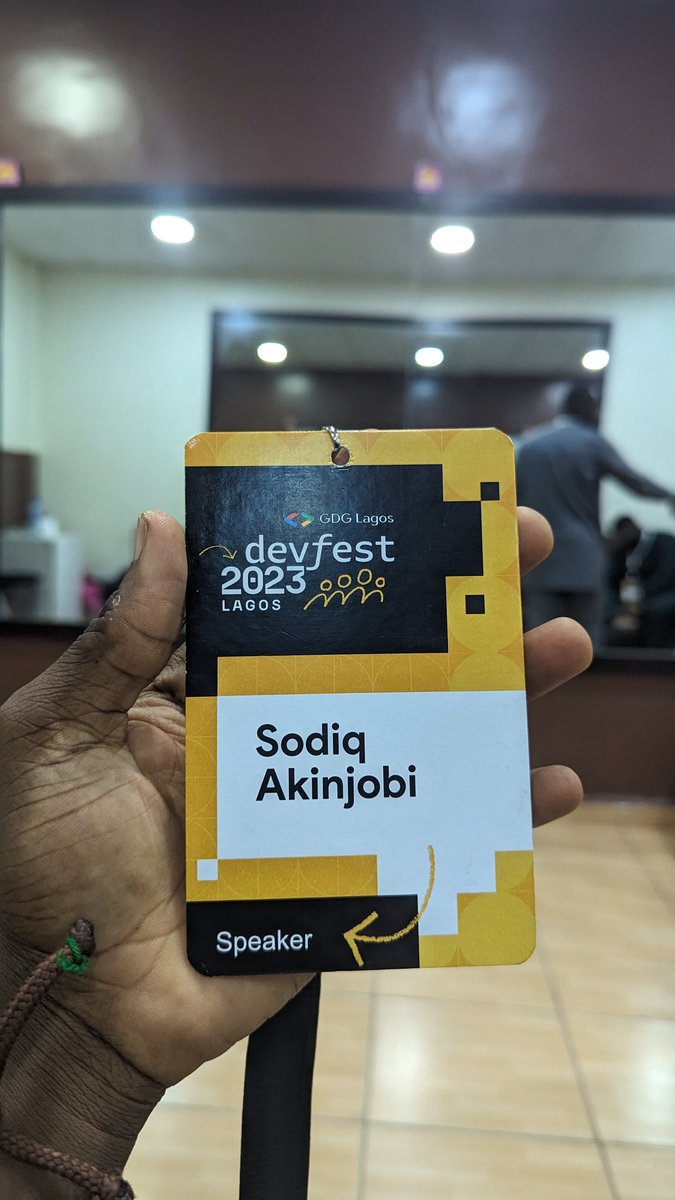 GDG Lagos
devfest
2023
LAGOS
Sodiq
Akinjobi
Speaker